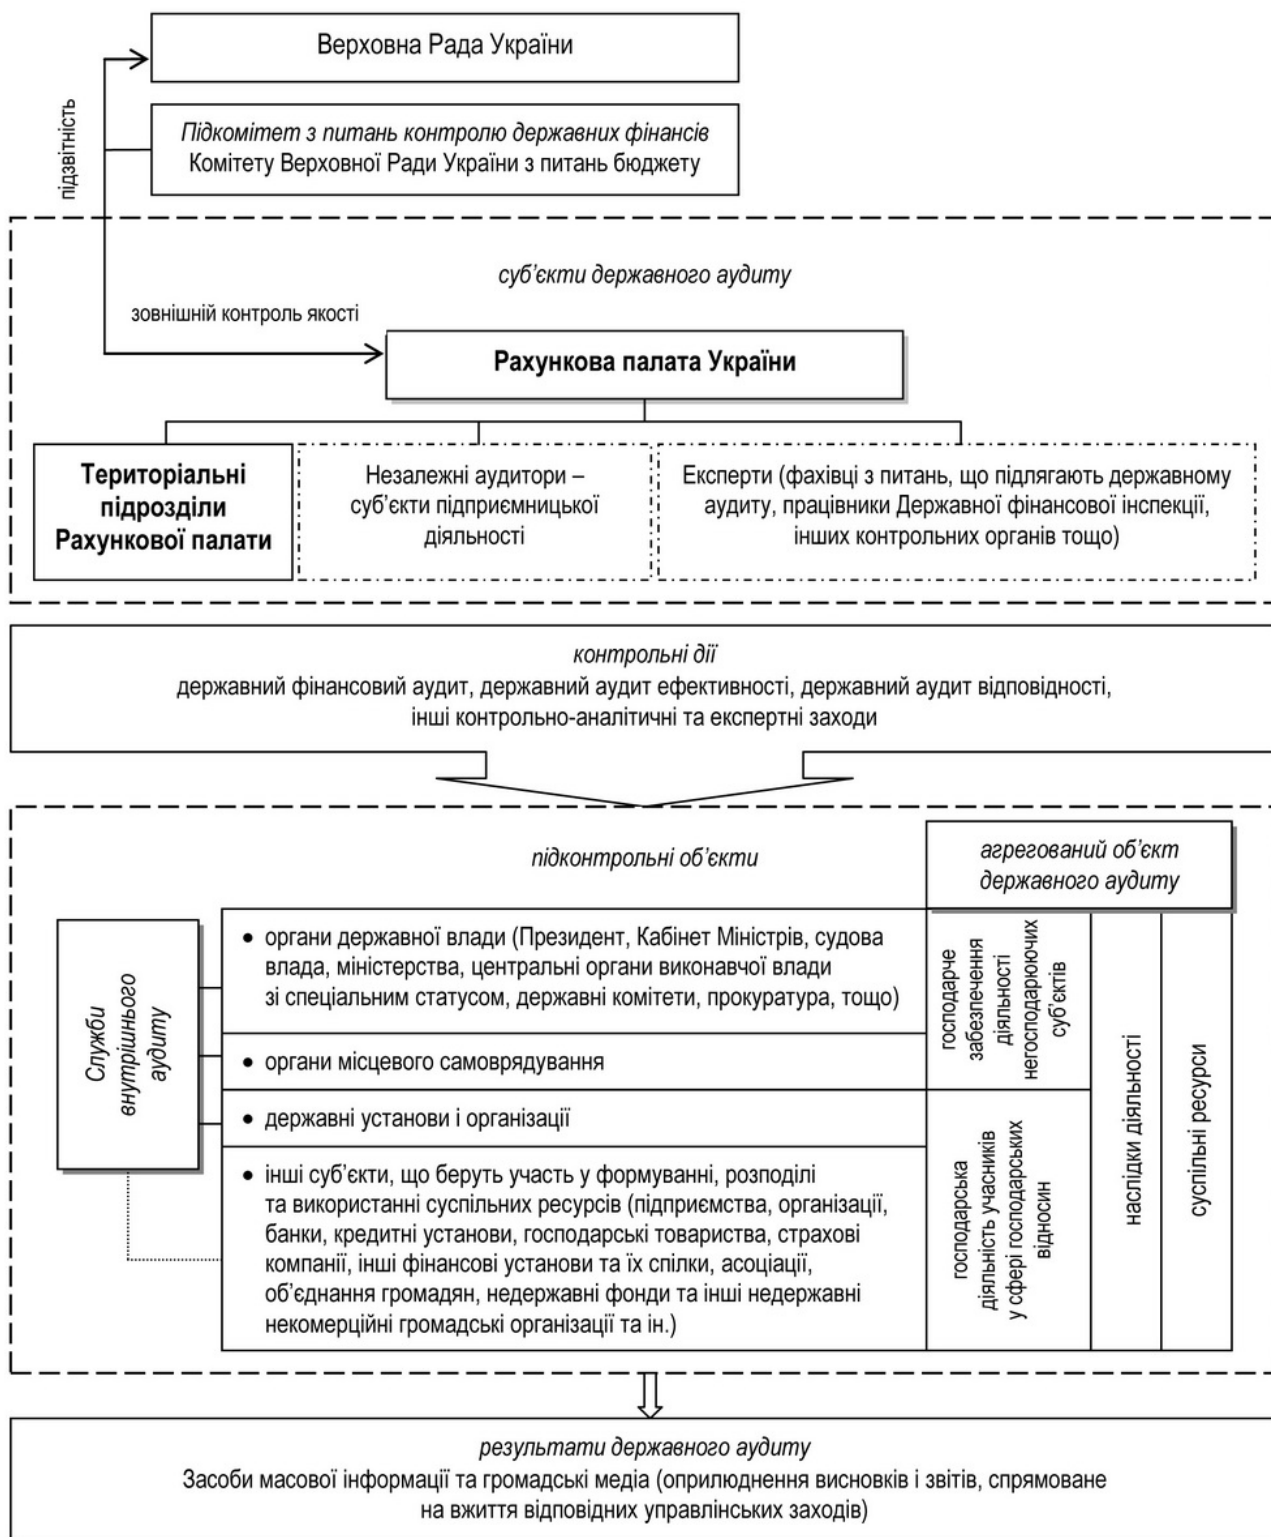 Верховна Рада України
підзвітність
Підкомітет з питань контролю державних фінансів
Комітету Верховної Ради України з питань бюджету
суб’єкти державного аудиту
зовнішній контроль якості
Рахункова палата України
Територіальні
підрозділи
Рахункової палати
Незалежні аудитори –
суб’єкти підприємницької
діяльності
Експерти (фахівці з питань, що підлягають державному
аудиту, працівники Державної фінансової інспекції,
інших контрольних органів тощо)
контрольні дії
державний фінансовий аудит, державний аудит ефективності, державний аудит відповідності,
інші контрольно-аналітичні та експертні заходи
підконтрольні об’єкти
агрегований об’єкт
державного аудиту
Служби
внутрішнього
аудиту
• органи державної влади (Президент, Кабінет Міністрів, судова
влада, міністерства, центральні органи виконавчої влади
зі спеціальним статусом, державні комітети, прокуратура, тощо)
• органи місцевого самоврядування
• державні установи і організації
• інші суб’єкти, що беруть участь у формуванні, розподілі
та використанні суспільних ресурсів (підприємства, організації,
банки, кредитні установи, господарські товариства, страхові
компанії, інші фінансові установи та їх спілки, асоціації,
об’єднання громадян, недержавні фонди та інші недержавні
некомерційні громадські організації та ін.)
господарче
забезпечення
діяльності
негосподарюючих
суб’єктів
господарська
діяльність учасників
у сфері господарських
відносин
наслідки діяльності
суспільні ресурси
результати державного аудиту
Засоби масової інформації та громадські медіа (оприлюднення висновків і звітів, спрямоване
на вжиття відповідних управлінських заходів)